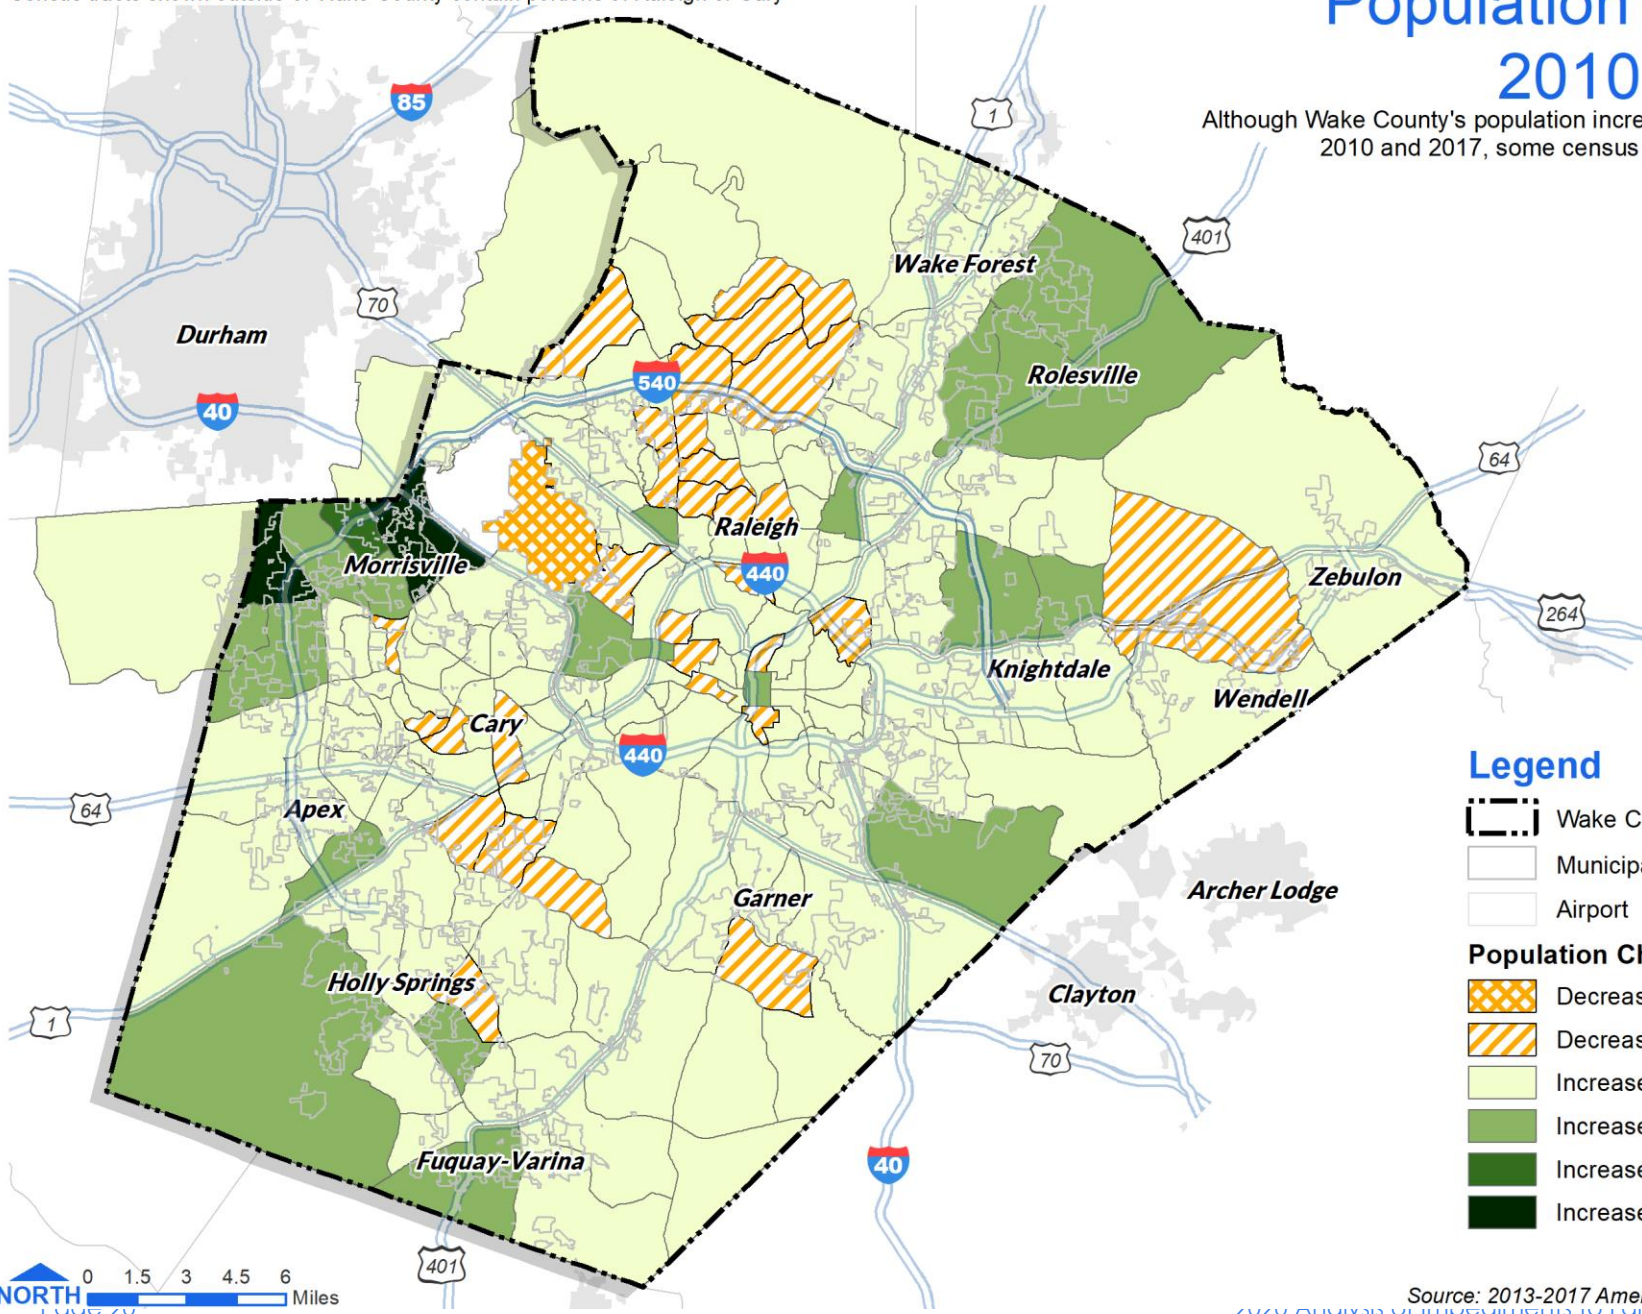 Population
2010
Although Wake County's population incre
2010 and 2017, some census
85
1
401
Wake Forest
70
Durham
Rolesville
540
40
64
Raleigh
Morrisville
440
Zebulon
264
Knightdale
Wendell
Cary
440
64
Apex
Garner
Archer Lodge
Holly Springs
Clayton
1
70
Fuquay-Varina
40
401
Legend
Wake C
Municipa
Airport
Population Ch
Decreas
Decreas
Increase
Increase
Increase
Increase
NORTH
0 1.5 3 4.5 6
Miles
Source: 2013-2017 Amer